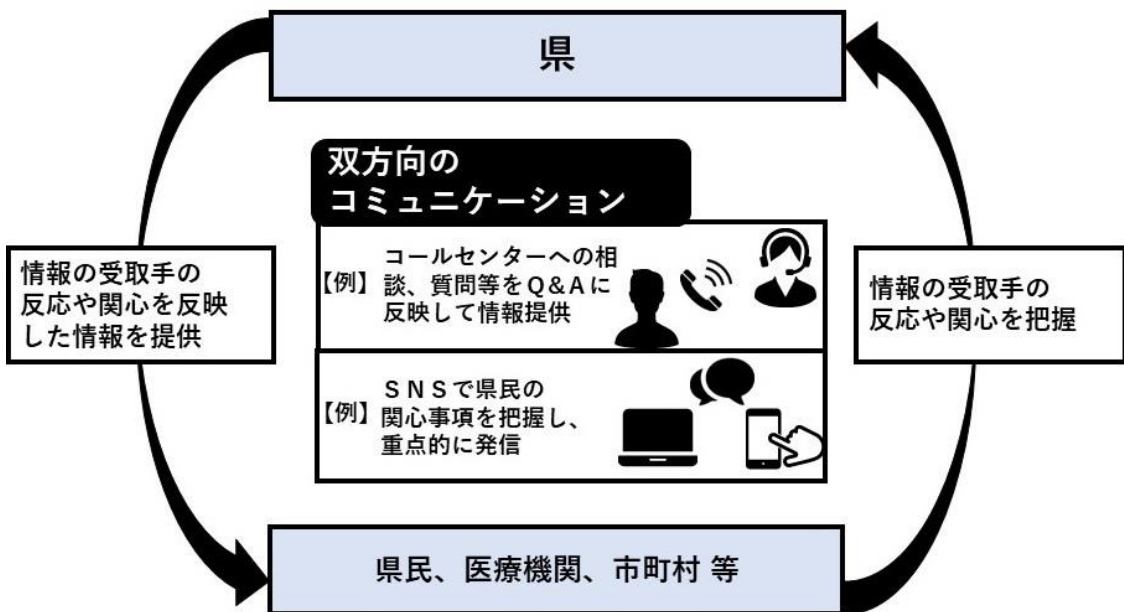 県
双方向の
コミュニケーション
情報の受取手の
反応や関心を反映
した情報を提供
【例】
コールセンターへの相
談、質問等をQ&Aに
反映して情報提供
【例】
ＳＮＳで県民の
関心事項を把握し、
重点的に発信
情報の受取手の
反応や関心を把握
県民、医療機関、市町村 等